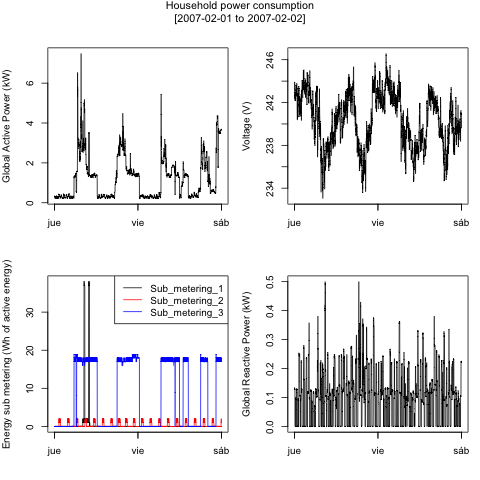 Household power consumption
[2007-02-01 to 2007-02-02]
Global Active Power (kW)
0 2 4 6
jue vie sáb
Voltage (V)
234 238 242 246
jue vie sáb
Energy sub metering (Wh of active energy)
0 10 20 30
Sub_metering_1
Sub_metering_2
Sub_metering_3
jue vie sáb
Global Reactive Power (kW)
0.0 0.1 0.2 0.3 0.4 0.5
jue vie sáb